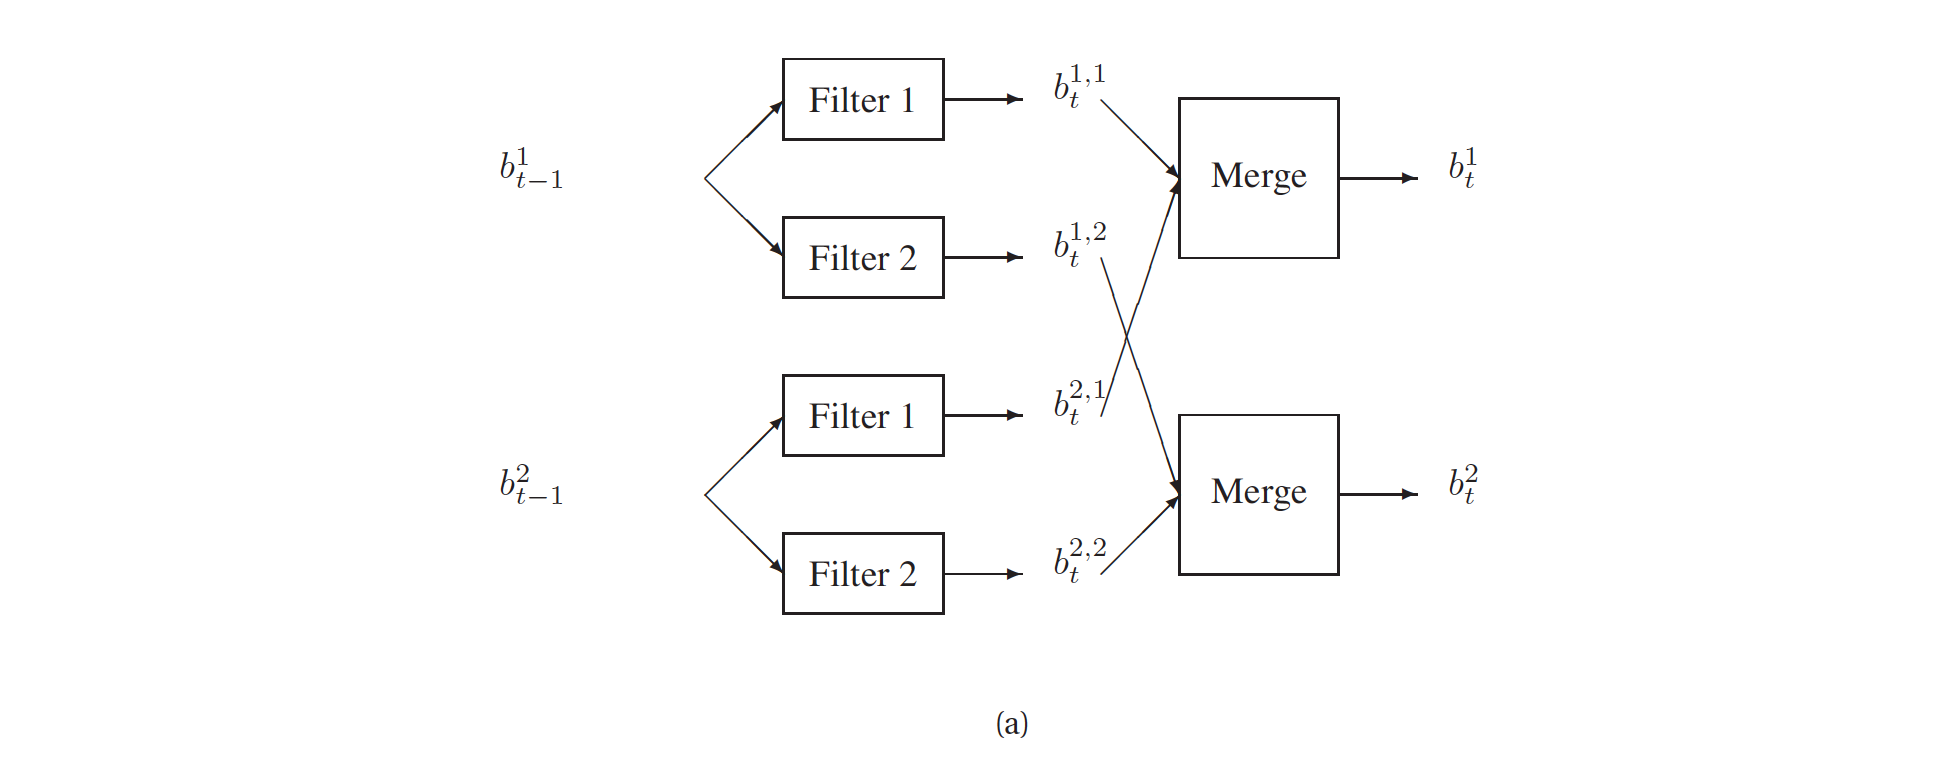 Filter 1
b_t^{1,1}
b_{t-1}^1
Merge
b_t^1
Filter 2
b_t^{1,2}
Filter 1
b_t^{2,1}
b_{t-1}^2
Merge
b_t^2
Filter 2
b_t^{2,2}
(a)